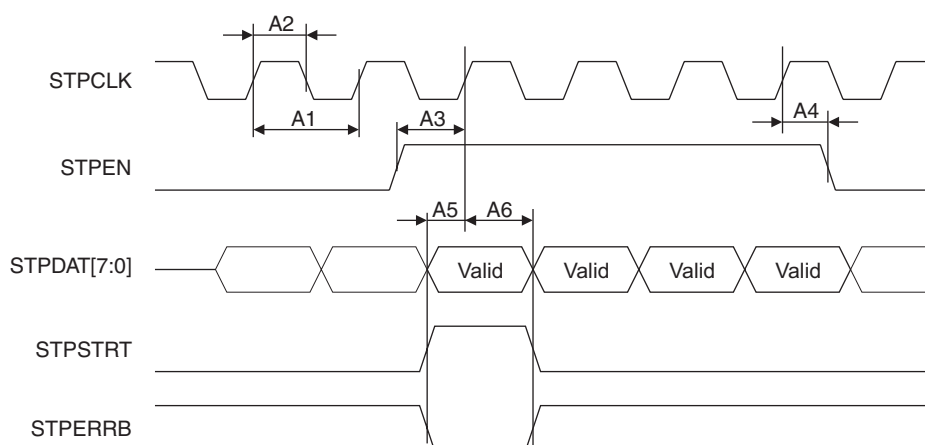 A2
STPCLK
A1
A3
A4
STPEN
A5
A6
STPDAT[7:0]
Valid
Valid
Valid
Valid
STPSTRT
STPERRB